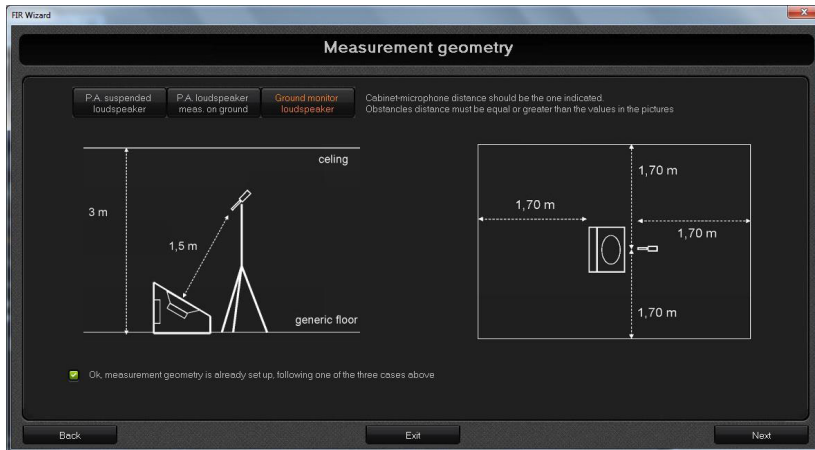 FIR Wizard
Measurement geometry
P.A. suspended
loudspeaker
P.A. loudspeaker
meas. on ground
Ground monitor
loudspeaker
Cabinet-microphone distance should be the one indicated.
Obstancles distance must be equal or greater than the values in the pictures
celing
3 m
1,5 m
generic floor
1,70 m
1,70 m
1,70 m
1,70 m
Ok, measurement geometry is already set up, following one of the three cases above
Back
Exit
Next